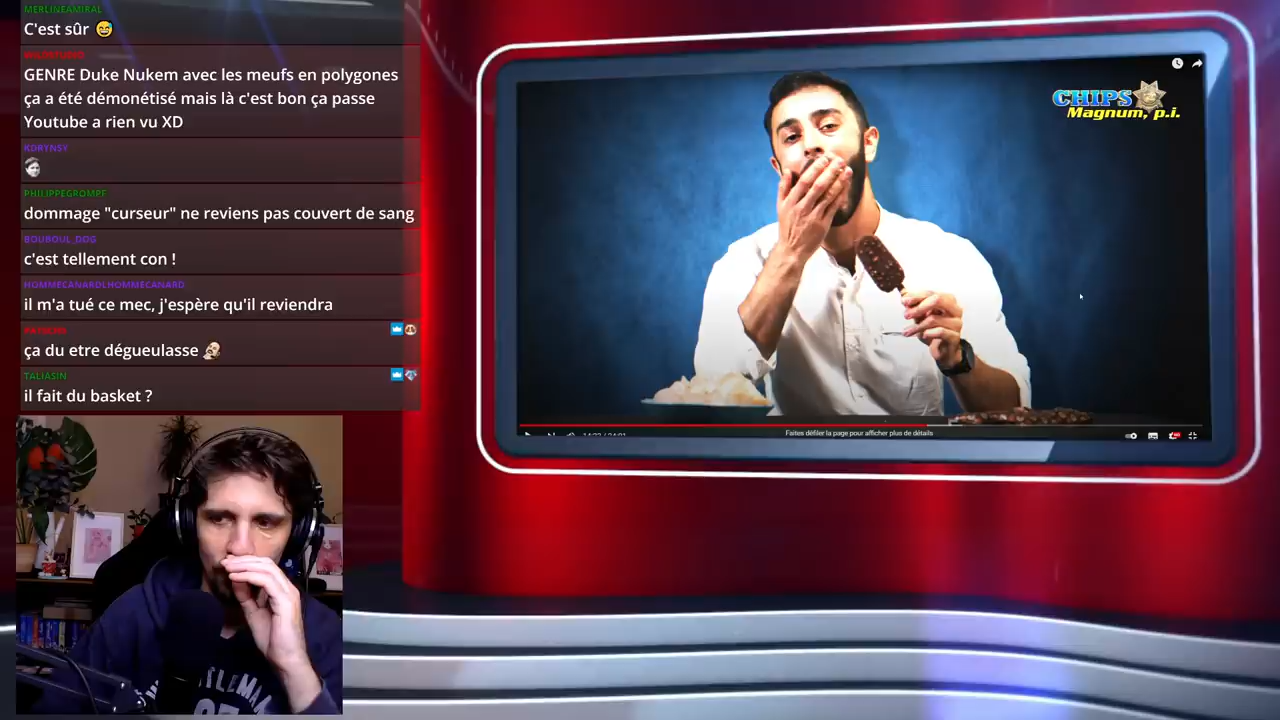 MERLINEAMIRAL
C'est sûr 😅
WILDSTUDIO
GENRE Duke Nukem avec les meufs en polygones
ça a été démonétisé mais là c'est bon ça passe
Youtube a rien vu XD
KDRYNSY
PHILIPPEGROMPF
dommage "curseur" ne reviens pas couvert de sang
BOUBOUL_DOG
c'est tellement con !
HOMMECANARDLHOMMECANARD
il m'a tué ce mec, j'espère qu'il reviendra
ça du etre dégueulasse
TALIASIN
il fait du basket ?
CHIPS
Magnum, p.i.
Faites défiler la page pour afficher plus de détails